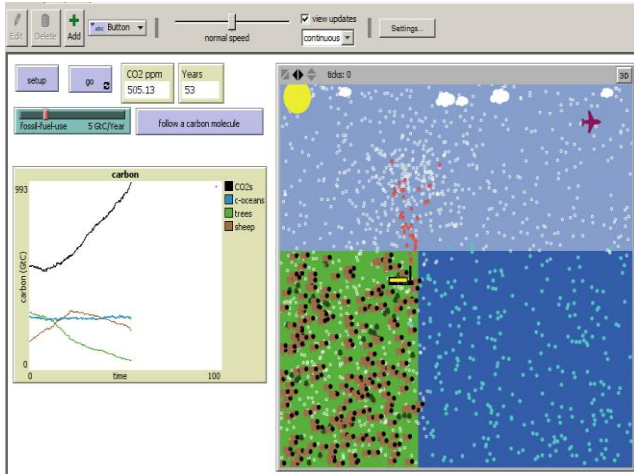 Edit Delete Add abc Button normal speed view updates continuous Settings...
setup go CO2 ppm 505.13 Years 53
ticks: 0 3D
fossil-fuel-use 5 GtC/Year follow a carbon molecule
carbon
993
carbon (GtC)
0
0 time 100
CO2s
c-oceans
trees
sheep